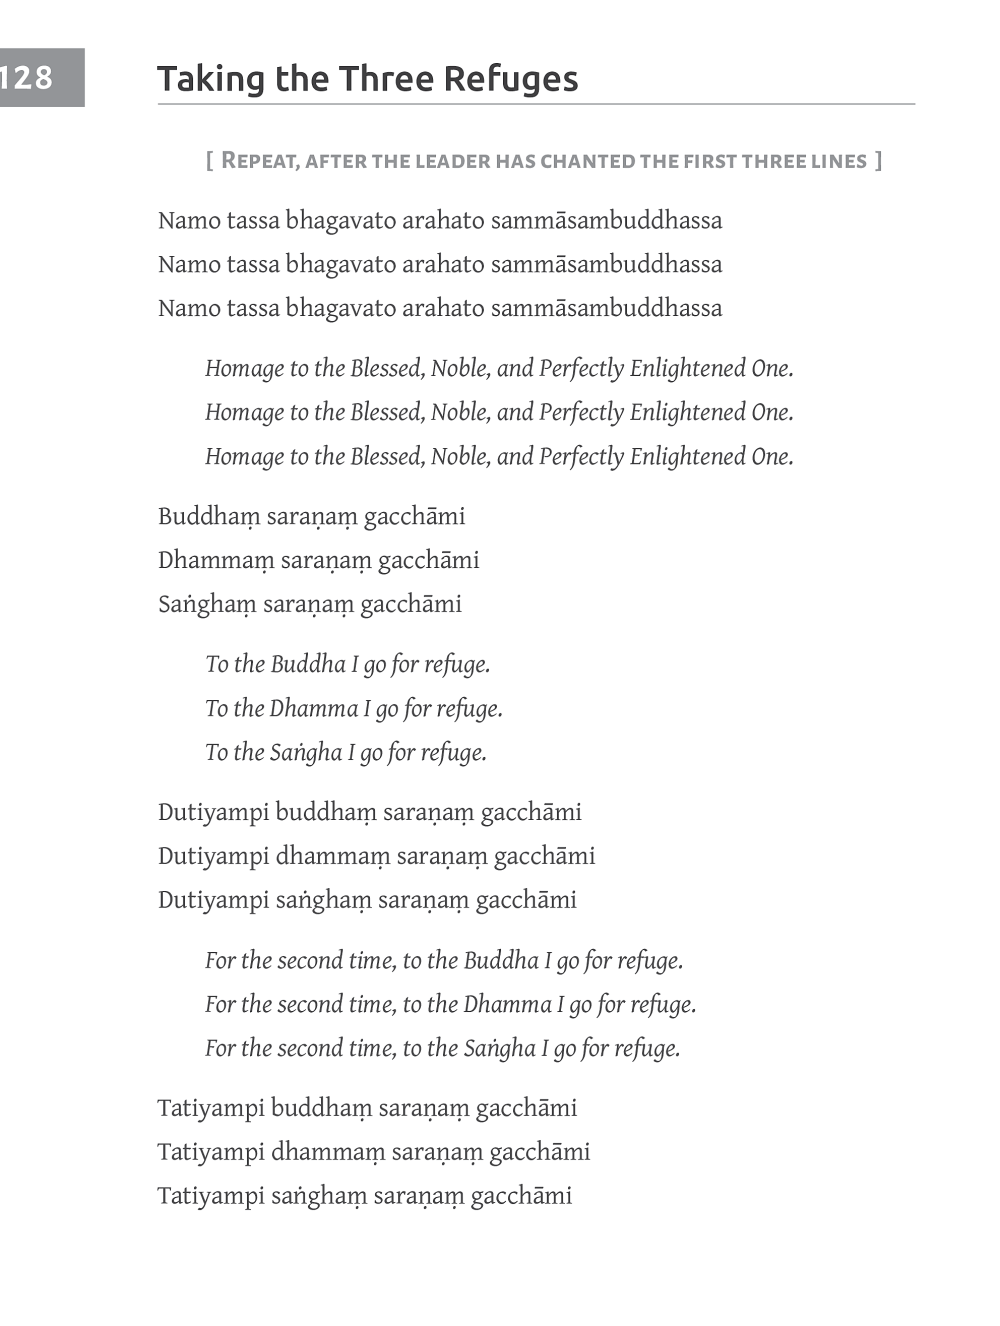 128
Taking the Three Refuges
[ Repeat, after the leader has chanted the first three lines ]
Namo tassa bhagavato arahato sammāsambuddhassa
Namo tassa bhagavato arahato sammāsambuddhassa
Namo tassa bhagavato arahato sammāsambuddhassa
Homage to the Blessed, Noble, and Perfectly Enlightened One.
Homage to the Blessed, Noble, and Perfectly Enlightened One.
Homage to the Blessed, Noble, and Perfectly Enlightened One.
Buddhaṃ saraṇaṃ gacchāmi
Dhammaṃ saraṇaṃ gacchāmi
Saṅghaṃ saraṇaṃ gacchāmi
To the Buddha I go for refuge.
To the Dhamma I go for refuge.
To the Saṅgha I go for refuge.
Dutiyampi buddhaṃ saraṇaṃ gacchāmi
Dutiyampi dhammaṃ saraṇaṃ gacchāmi
Dutiyampi saṅghaṃ saraṇaṃ gacchāmi
For the second time, to the Buddha I go for refuge.
For the second time, to the Dhamma I go for refuge.
For the second time, to the Saṅgha I go for refuge.
Tatiyampi buddhaṃ saraṇaṃ gacchāmi
Tatiyampi dhammaṃ saraṇaṃ gacchāmi
Tatiyampi saṅghaṃ saraṇaṃ gacchāmi